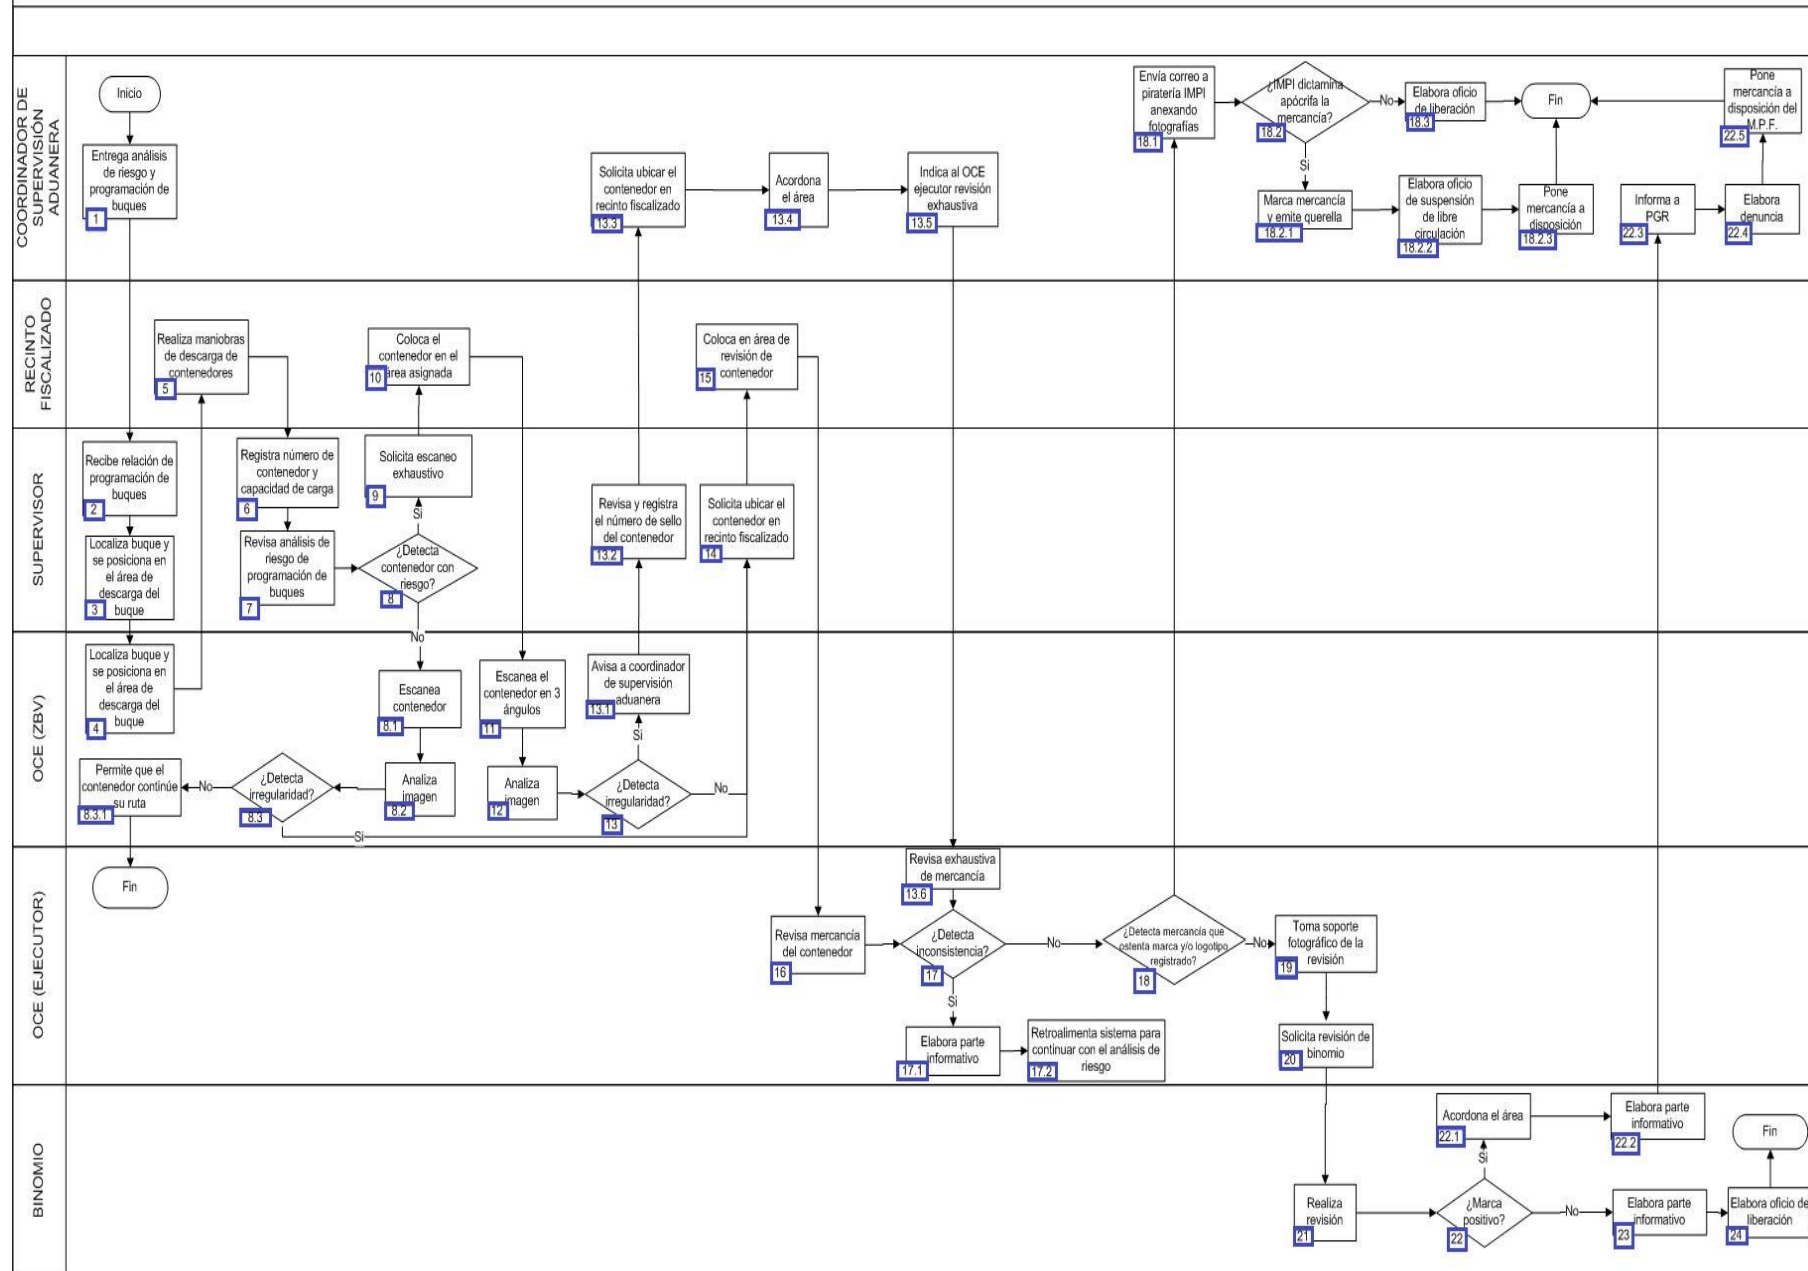 COORDINADOR DE
SUPERVISIÓN
ADUANERA
Inicio
Entrega análisis
de riesgo y
programación de
buques
1
Solicita ubicar el
contenedor en
recinto fiscalizado
13.3
Acordona
el área
13.4
Indica al OCE
ejecutor revisión
exhaustiva
13.5
Envía correo a
piratería IMPI
anexando
fotografías
18.1
¿IMPI dictamina
apócrifa la
mercancía?
18.2
No
Elabora oficio
de liberación
18.3
Fin
Si
Marca mercancía
y emite querella
18.2.1
Elabora oficio
de suspensión
de libre
circulación
18.2.2
Pone
mercancía a
disposición
18.2.3
Informa a
PGR
22.3
Elabora
denuncia
22.4
Pone
mercancía a
disposición del
M.P.F.
22.5
RECINTO
FISCALIZADO
Realiza maniobras
de descarga de
contenedores
5
Coloca el
contenedor en el
área asignada
10
Coloca en área de
revisión de
contenedor
15
SUPERVISOR
Recibe relación de
programación de
buques
2
Localiza buque y
se posiciona en
el área de
descarga del
buque
3
Registra número de
contenedor y
capacidad de carga
6
Revisa análisis de
riesgo de
programación de
buques
7
Solicita escaneo
exhaustivo
9
Si
¿Detecta
contenedor con
riesgo?
8
No
Revisa y registra
el número de sello
del contenedor
13.2
Solicita ubicar el
contenedor en
recinto fiscalizado
14
OCE (ZBV)
Localiza buque y
se posiciona en
el área de
descarga del
buque
4
Escanea
contenedor
8.1
Escanea el
contenedor en 3
ángulos
11
Avisa a coordinador
de supervisión
aduanera
13.1
Si
Permite que el
contenedor continúe
su ruta
8.3.1
No
¿Detecta
irregularidad?
8.3
Analiza
imagen
8.2
Analiza
imagen
12
¿Detecta
irregularidad?
13
No
Si
OCE (EJECUTOR)
Fin
Revisa exhaustiva
de mercancía
13.6
Revisa mercancía
del contenedor
16
¿Detecta
inconsistencia?
17
No
¿Detecta mercancía que
ostenta marca y/o logotipo
registrado?
18
No
Toma soporte
fotográfico de la
revisión
19
Si
Elabora parte
informativo
17.1
Retroalimenta sistema para
continuar con el análisis de
riesgo
17.2
Solicita revisión de
binomio
20
BINOMIO
Acordona el área
22.1
Elabora parte
informativo
22.2
Fin
Si
Realiza
revisión
21
¿Marca
positivo?
22
No
Elabora parte
informativo
23
Elabora oficio de
liberación
24